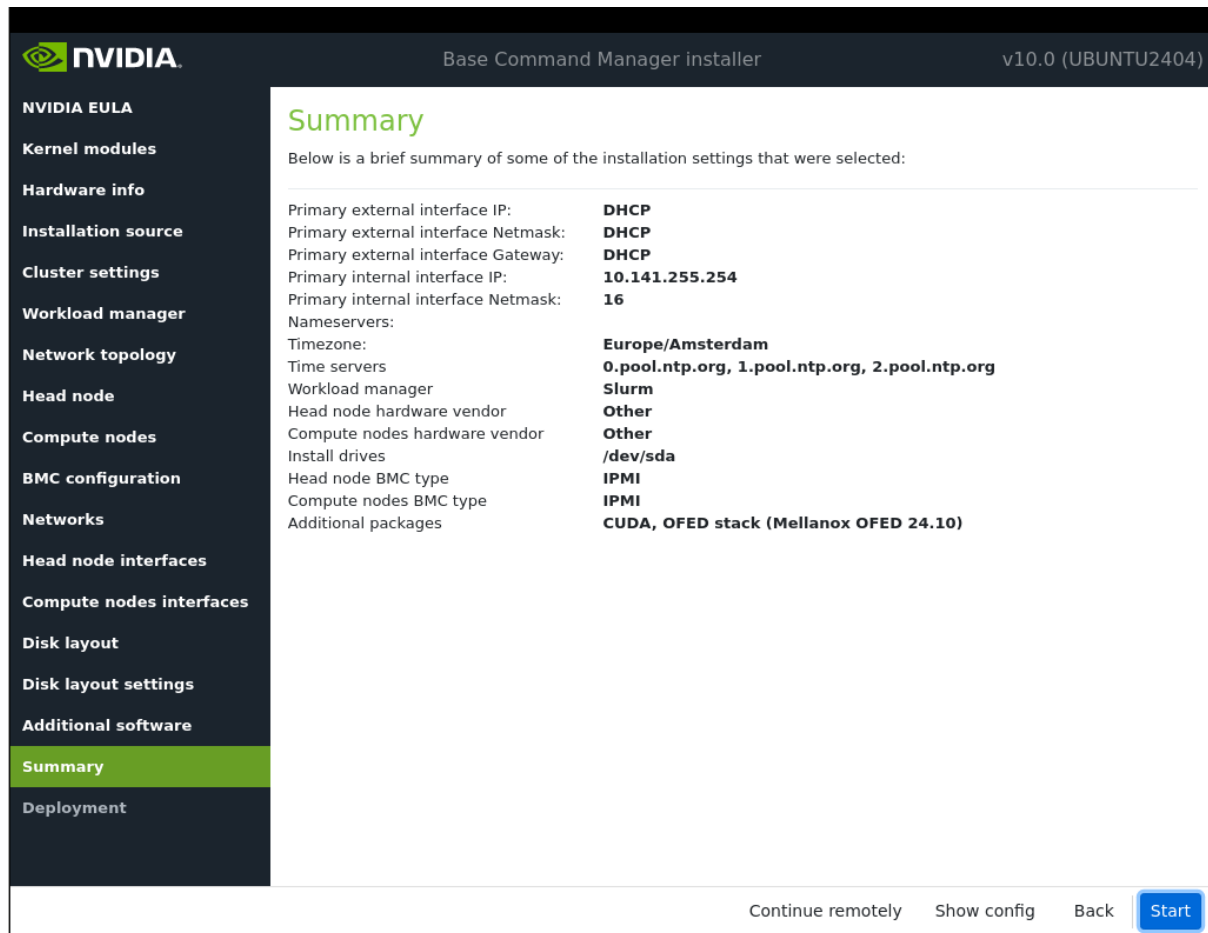 NVIDIA.
Base Command Manager installer
v10.0 (UBUNTU2404)
NVIDIA EULA
Kernel modules
Hardware info
Installation source
Cluster settings
Workload manager
Network topology
Head node
Compute nodes
BMC configuration
Networks
Head node interfaces
Compute nodes interfaces
Disk layout
Disk layout settings
Additional software
Summary
Deployment
Summary
Below is a brief summary of some of the installation settings that were selected:
Primary external interface IP: DHCP
Primary external interface Netmask: DHCP
Primary external interface Gateway: DHCP
Primary internal interface IP: 10.141.255.254
Primary internal interface Netmask: 16
Nameservers:
Timezone: Europe/Amsterdam
Time servers 0.pool.ntp.org, 1.pool.ntp.org, 2.pool.ntp.org
Workload manager Slurm
Head node hardware vendor Other
Compute nodes hardware vendor Other
Install drives /dev/sda
Head node BMC type IPMI
Compute nodes BMC type IPMI
Additional packages CUDA, OFED stack (Mellanox OFED 24.10)
Continue remotely Show config Back Start